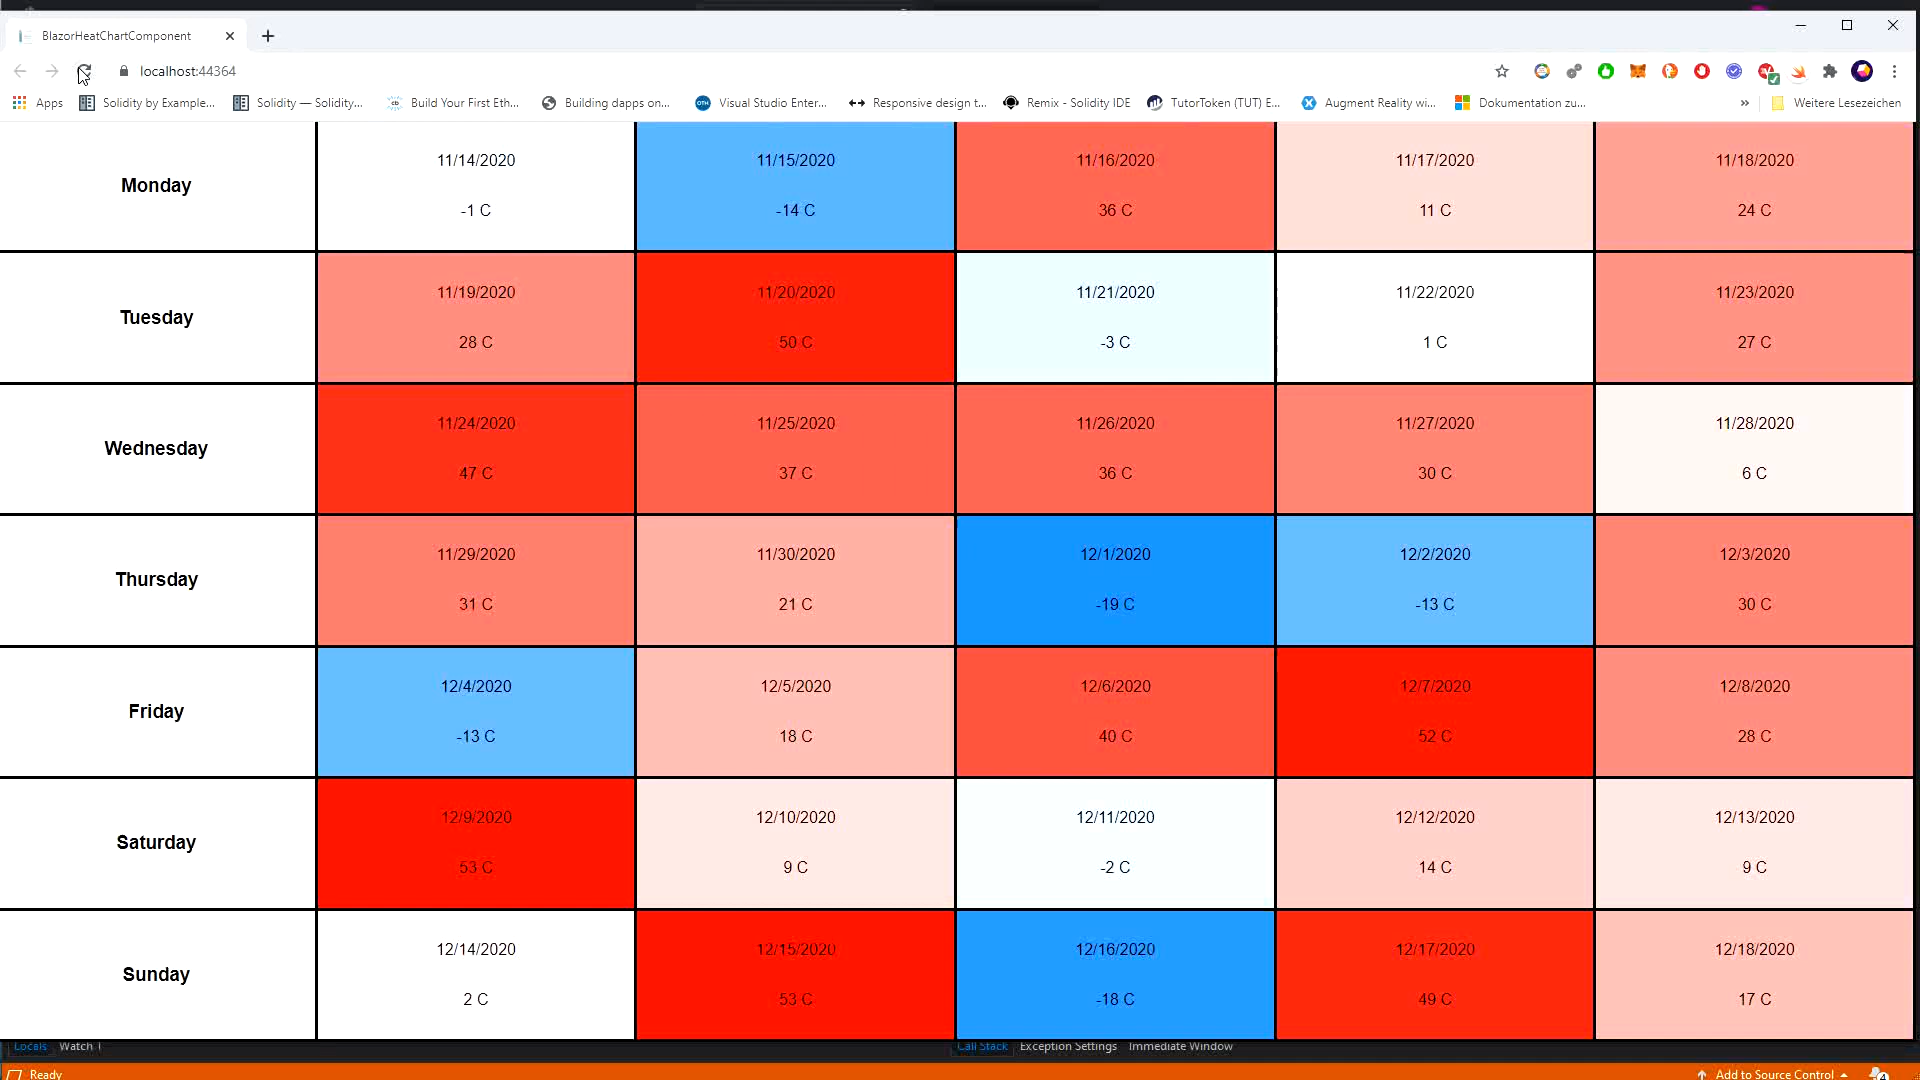 BlazorHeatChartComponent
localhost:44364
Apps Solidity by Example... Solidity — Solidity... Build Your First Eth... Building dapps on... Visual Studio Enter... Responsive design t... Remix - Solidity IDE TutorToken (TUT) E... Augment Reality wi... Dokumentation zu... » Weitere Lesezeichen
11/14/2020 11/15/2020 11/16/2020 11/17/2020 11/18/2020
Monday
-1 C -14 C 36 C 11 C 24 C
11/19/2020 11/20/2020 11/21/2020 11/22/2020 11/23/2020
Tuesday
28 C 50 C -3 C 1 C 27 C
11/24/2020 11/25/2020 11/26/2020 11/27/2020 11/28/2020
Wednesday
47 C 37 C 36 C 30 C 6 C
11/29/2020 11/30/2020 12/1/2020 12/2/2020 12/3/2020
Thursday
31 C 21 C -19 C -13 C 30 C
12/4/2020 12/5/2020 12/6/2020 12/7/2020 12/8/2020
Friday
-13 C 18 C 40 C 52 C 28 C
12/9/2020 12/10/2020 12/11/2020 12/12/2020 12/13/2020
Saturday
53 C 9 C -2 C 14 C 9 C
12/14/2020 12/15/2020 12/16/2020 12/17/2020 12/18/2020
Sunday
2 C 53 C -18 C 49 C 17 C
Locals Watch 1 Call Stack Exception Settings Immediate Window
Ready Add to Source Control